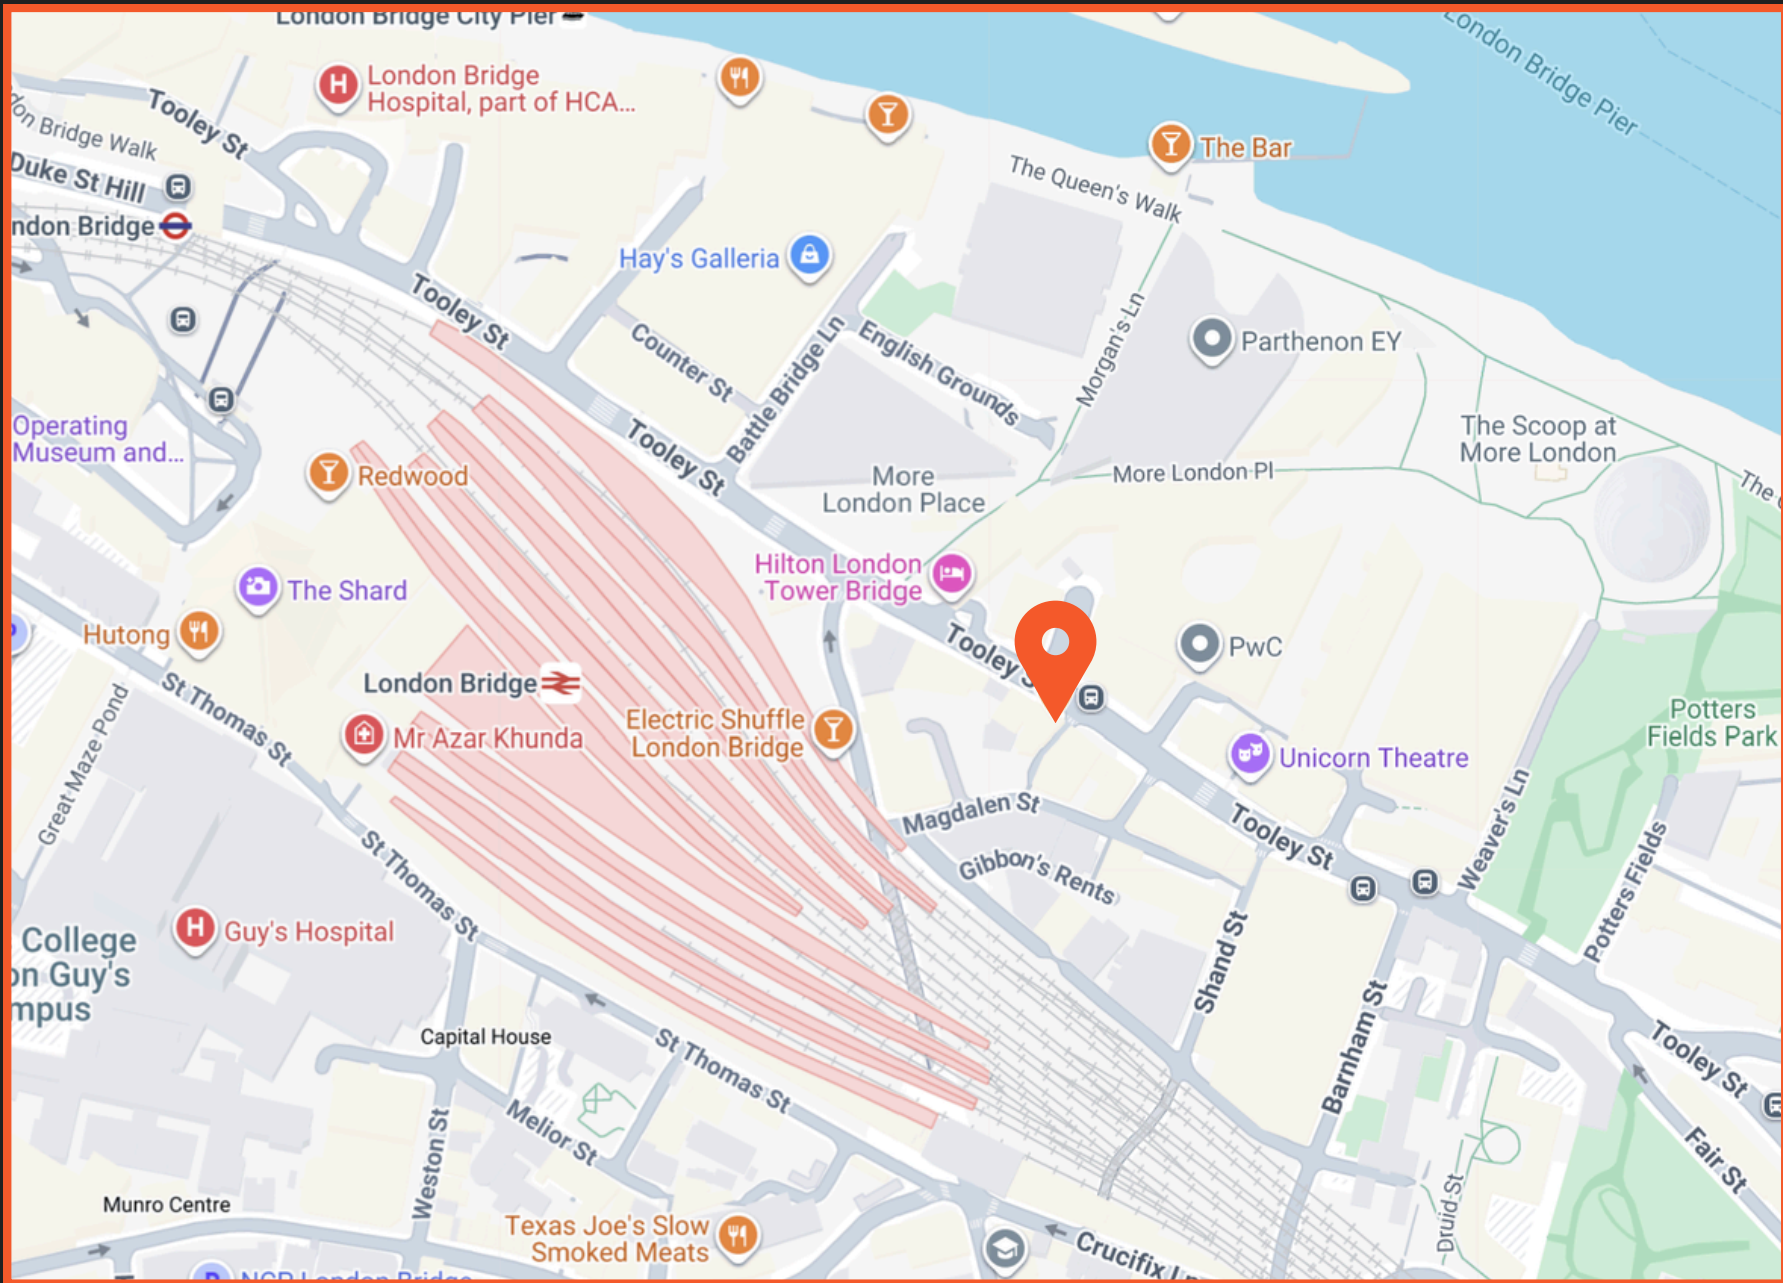 London Bridge City Pier
London Bridge
Hospital, part of HCA...
Tooley St
don Bridge Walk
Duke St Hill
ndon Bridge
London Bridge Pier
The Bar
The Queen's Walk
Hay's Galleria
Tooley St
Counter St
Battle Bridge Ln
English Grounds
Morgan's Ln
Parthenon EY
The Scoop at
More London
Operating
Museum and...
Redwood
Tooley St
More
London Place
More London Pl
Hilton London
Tower Bridge
The Shard
Hutong
Tooley S
PwC
London Bridge
St Thomas St
Great Maze Pond
Mr Azar Khunda
Electric Shuffle
London Bridge
Unicorn Theatre
Potters
Fields Park
Magdalen St
Tooley St
Weaver's Ln
Potters Fields
St Thomas St
Gibbon's Rents
Guy's Hospital
College
on Guy's
mpus
Shand St
Barnham St
Capital House
St Thomas St
Tooley St
Melior St
Weston St
Fair St
Druid St
Munro Centre
Texas Joe's Slow
Smoked Meats
Crucifix Ln
NCP London Bridge